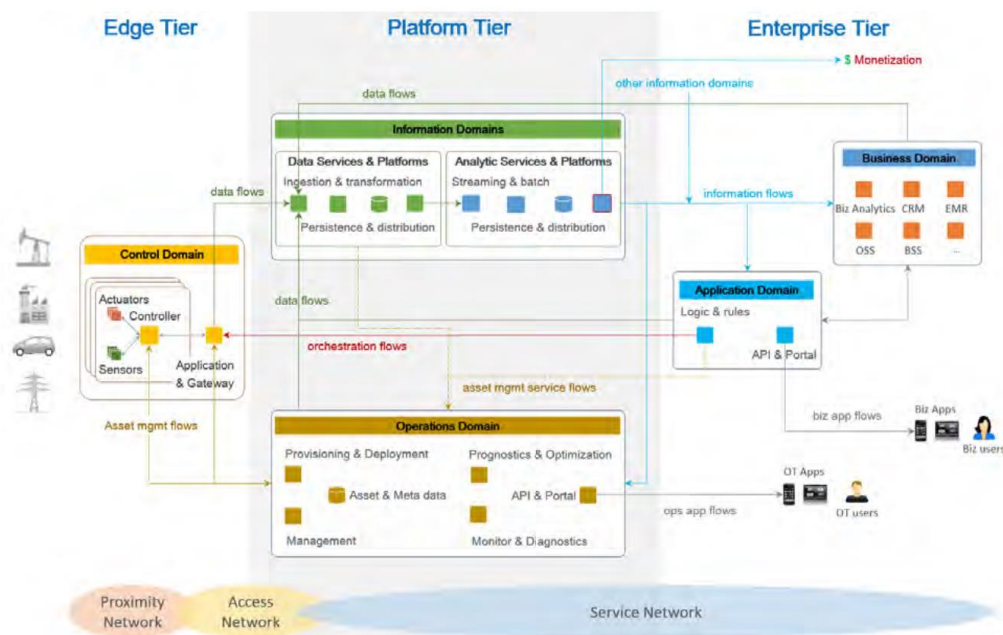 Edge Tier
Platform Tier
Enterprise Tier
$ Monetization
other information domains
data flows
Information Domains
Data Services & Platforms
Ingestion & transformation
Persistence & distribution
Analytic Services & Platforms
Streaming & batch
Persistence & distribution
data flows
information flows
Business Domain
Biz Analytics
CRM
EMR
OSS
BSS
...
Control Domain
Actuators
Controller
Sensors
Application
& Gateway
data flows
Application Domain
Logic & rules
API & Portal
orchestration flows
asset mgmt service flows
Asset mgmt flows
Operations Domain
Provisioning & Deployment
Prognostics & Optimization
Asset & Meta data
API & Portal
Management
Monitor & Diagnostics
biz app flows
Biz Apps
Biz users
OT Apps
ops app flows
OT users
Proximity
Network
Access
Network
Service Network